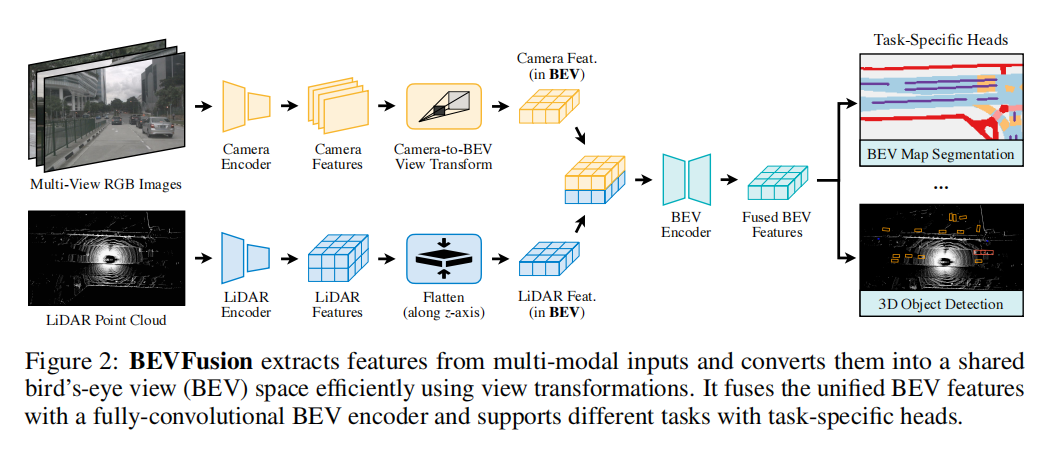 Task-Specific Heads
Camera Feat.
(in BEV)
Camera
Encoder
Camera
Features
Camera-to-BEV
View Transform
BEV Map Segmentation
Multi-View RGB Images
...
BEV
Encoder
Fused BEV
Features
LiDAR Point Cloud
LiDAR
Encoder
LiDAR
Features
Flatten
(along z-axis)
LiDAR Feat.
(in BEV)
3D Object Detection
Figure 2: BEVFusion extracts features from multi-modal inputs and converts them into a shared
bird's-eye view (BEV) space efficiently using view transformations. It fuses the unified BEV features
with a fully-convolutional BEV encoder and supports different tasks with task-specific heads.